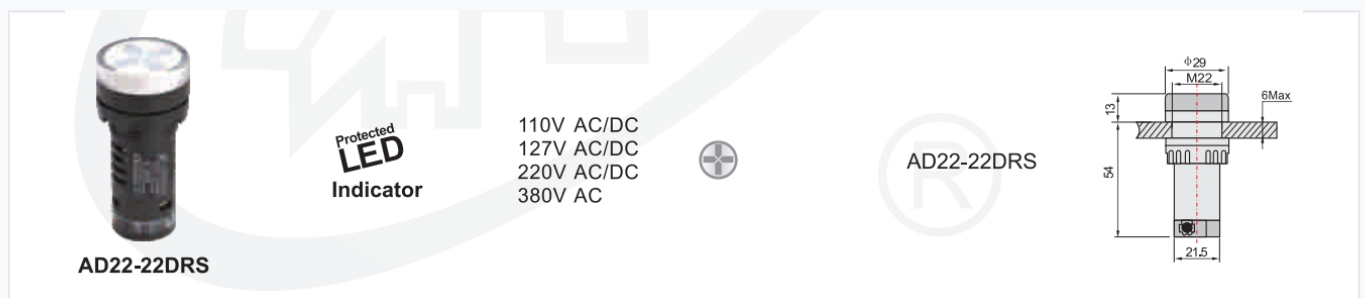 AD22-22DRS
Protected
LED
Indicator
110V AC/DC
127V AC/DC
220V AC/DC
380V AC
®
AD22-22DRS
Φ29
M22
6Max
13
54
21.5